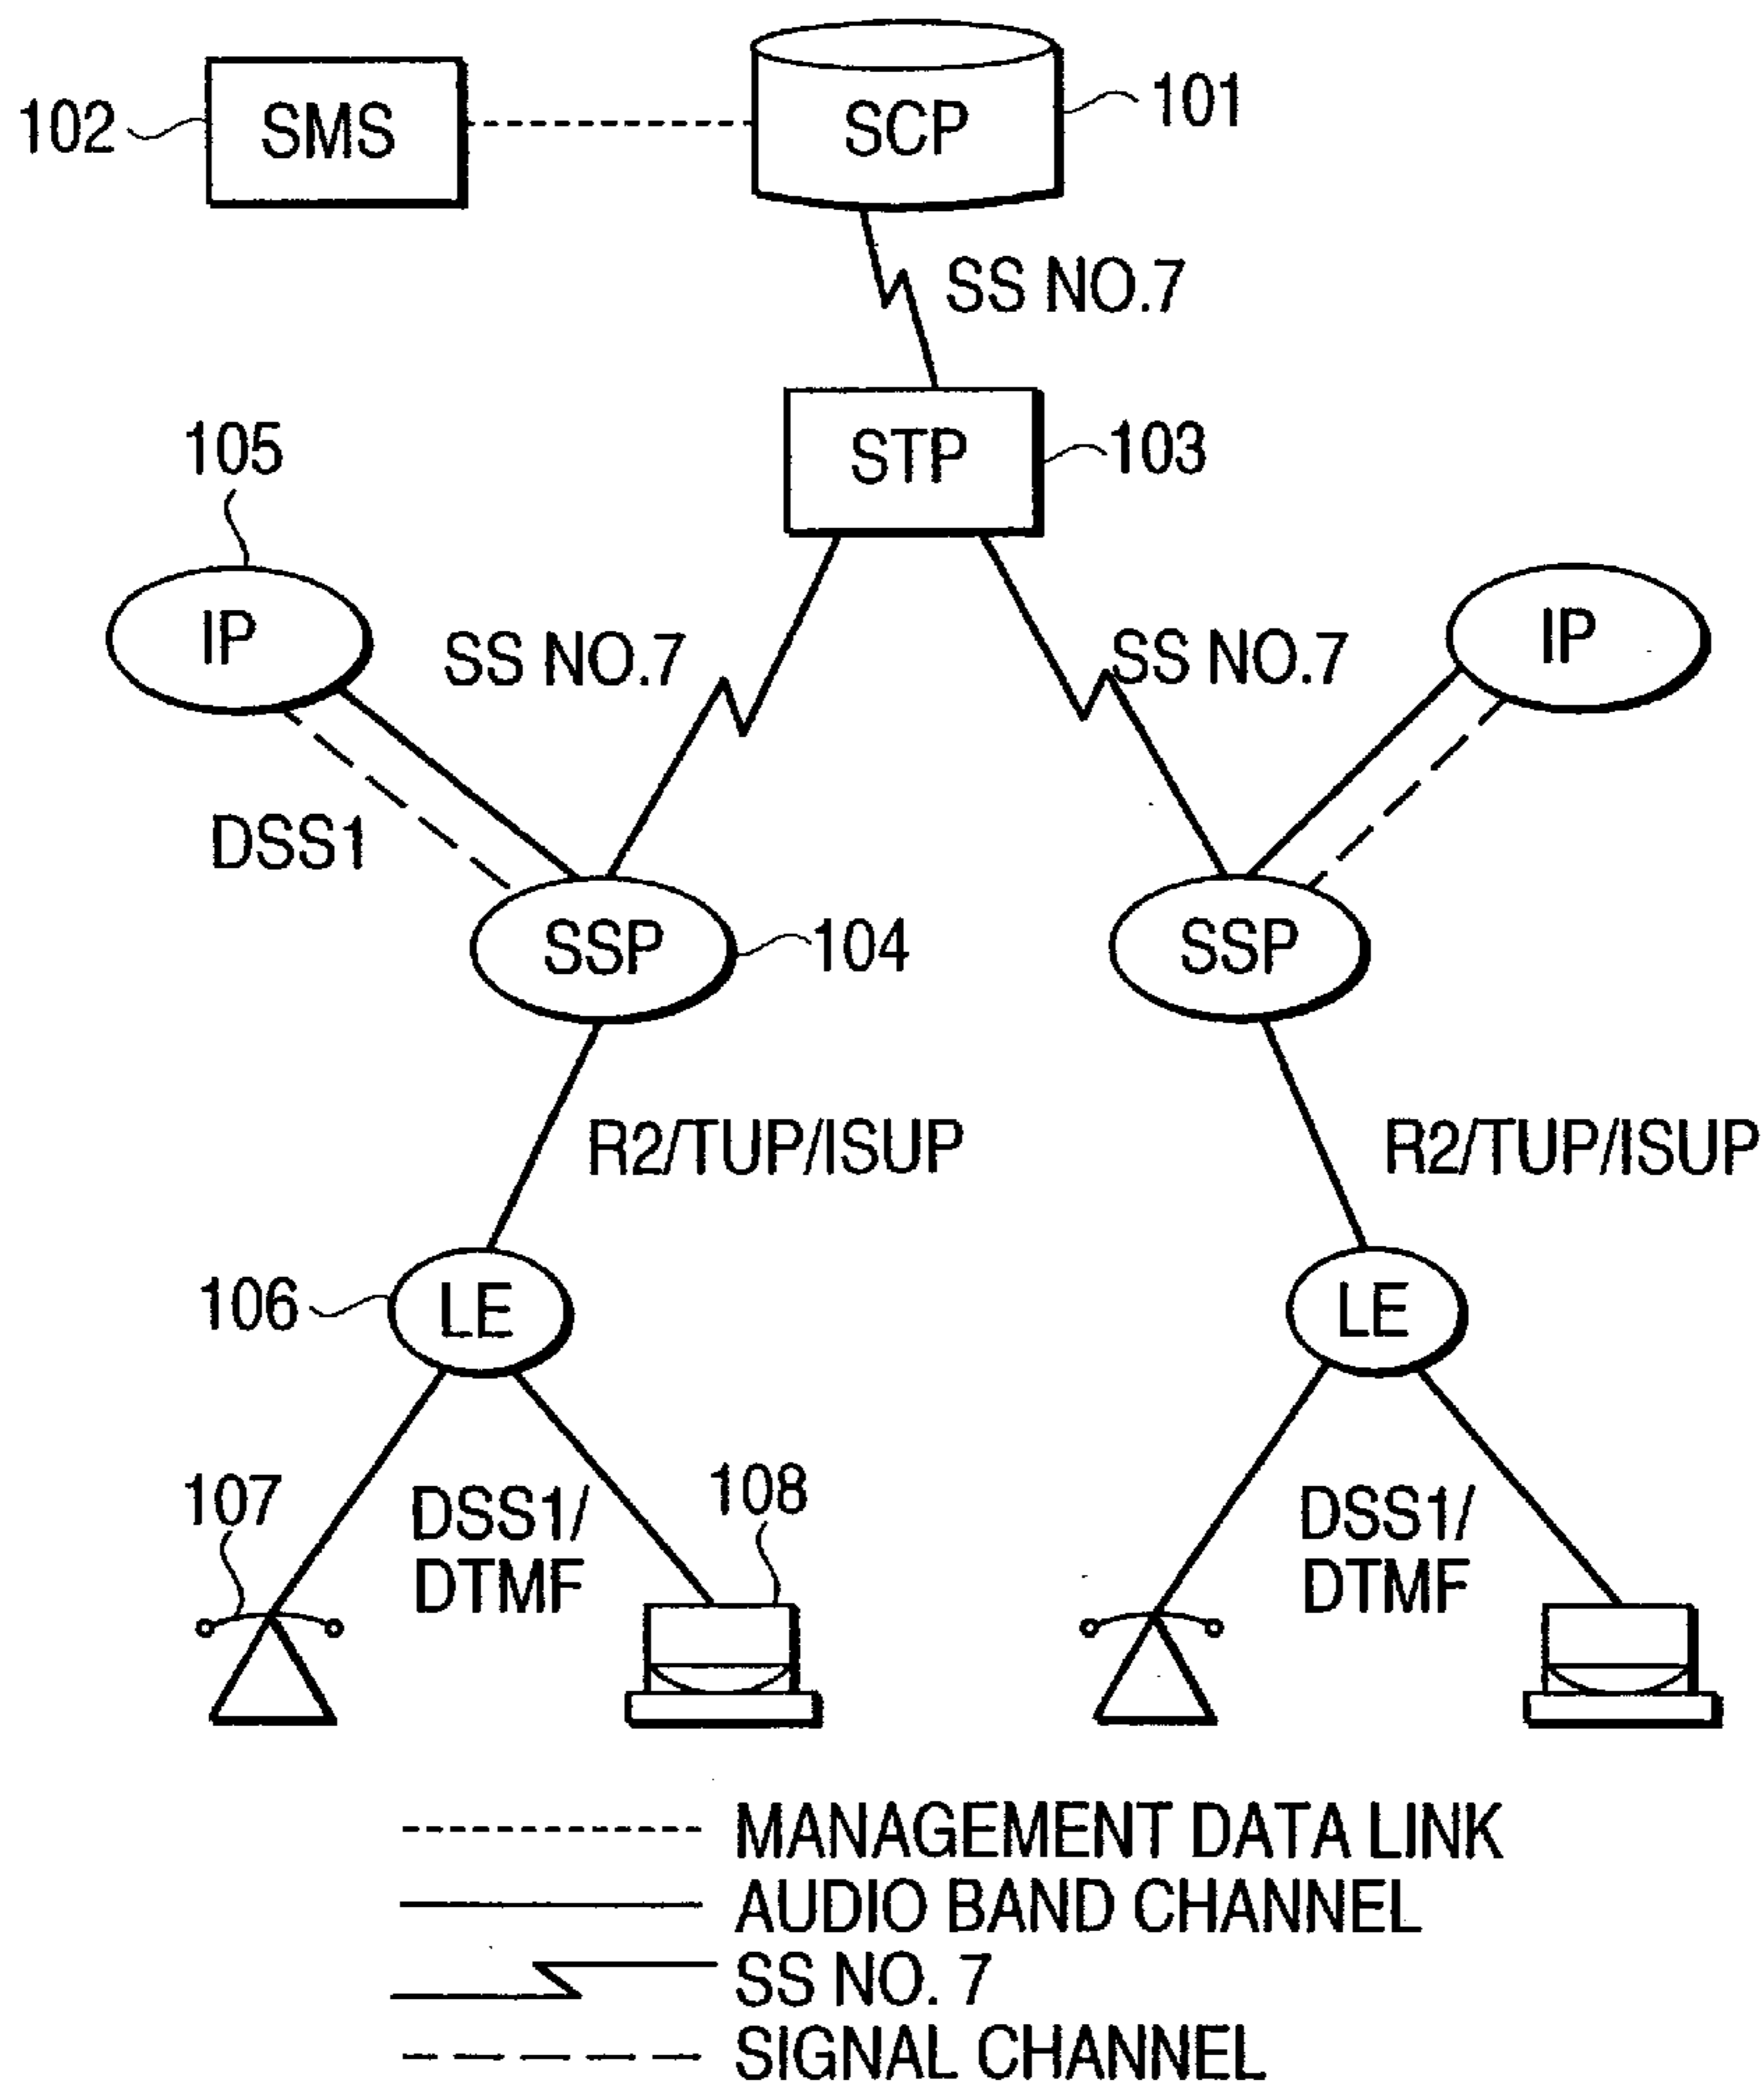 102
SMS
SCP
101
SS NO.7
STP
103
105
IP
SS NO.7
SS NO.7
IP
DSS1
SSP
104
SSP
R2/TUP/ISUP
R2/TUP/ISUP
106
LE
LE
107
DSS1/
DTMF
108
DSS1/
DTMF
MANAGEMENT DATA LINK
AUDIO BAND CHANNEL
SS NO. 7
SIGNAL CHANNEL